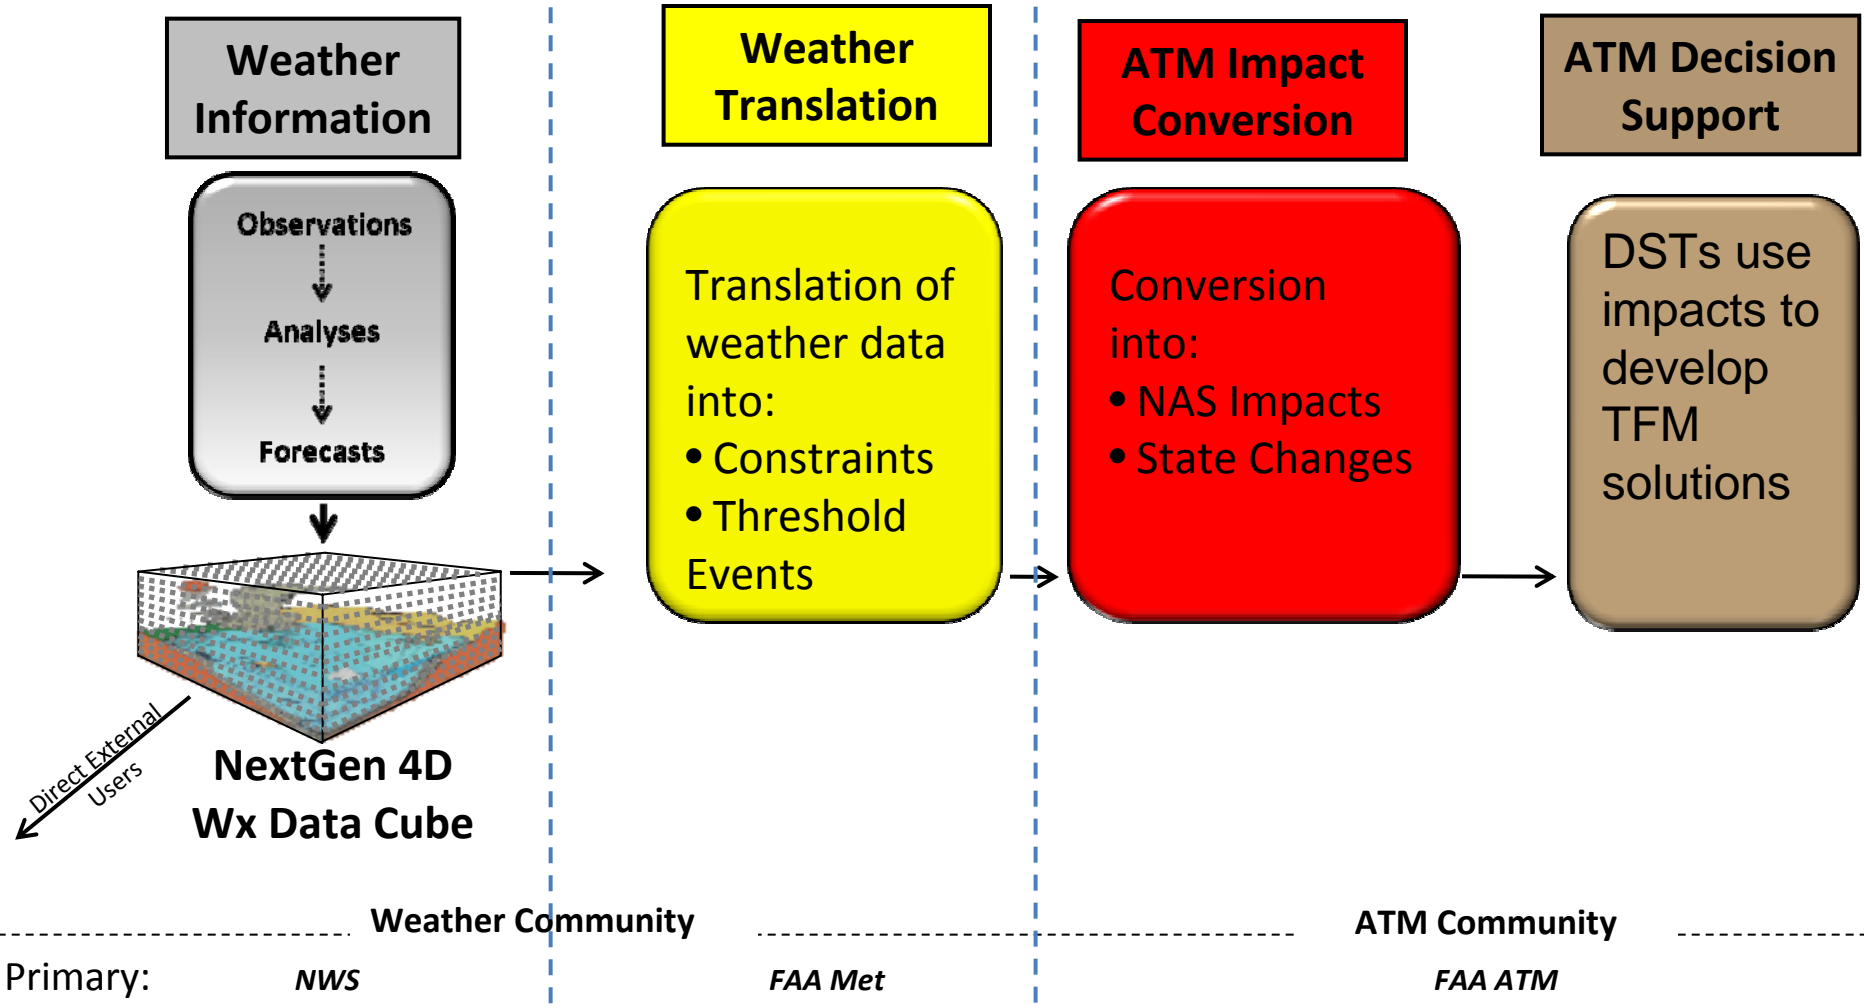 Weather
Information
Observations
Analyses
Forecasts
NextGen 4D
Wx Data Cube
Direct External
Users
Weather
Translation
Translation of
weather data
into:
• Constraints
• Threshold
Events
ATM Impact
Conversion
Conversion
into:
• NAS Impacts
• State Changes
ATM Decision
Support
DSTs use
impacts to
develop
TFM
solutions
Weather Community
ATM Community
Primary:
NWS
FAA Met
FAA ATM